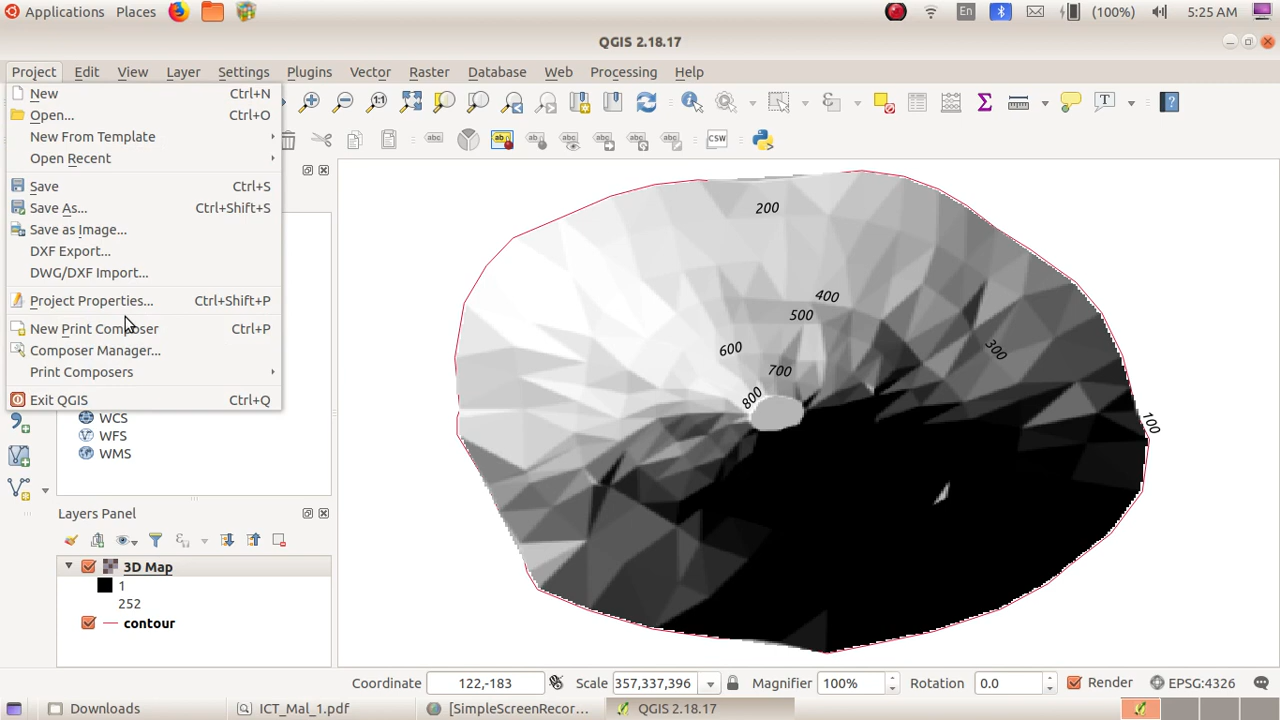 Applications Places En (100%) 5:25 AM
QGIS 2.18.17
Project Edit View Layer Settings Plugins Vector Raster Database Web Processing Help
New Ctrl+N
Open... Ctrl+O
New From Template
Open Recent
Save Ctrl+S
Save As... Ctrl+Shift+S
Save as Image...
DXF Export...
DWG/DXF Import...
Project Properties... Ctrl+Shift+P
New Print Composer Ctrl+P
Composer Manager...
Print Composers
Exit QGIS Ctrl+Q
CSW
200
400
500
600
300
700
800
100
WCS
WFS
WMS
Layers Panel
3D Map
1
252
contour
Coordinate 122,-183 Scale 357,337,396 Magnifier 100% Rotation 0.0 Render EPSG:4326
Downloads ICT_Mal_1.pdf [SimpleScreenRecor... QGIS 2.18.17